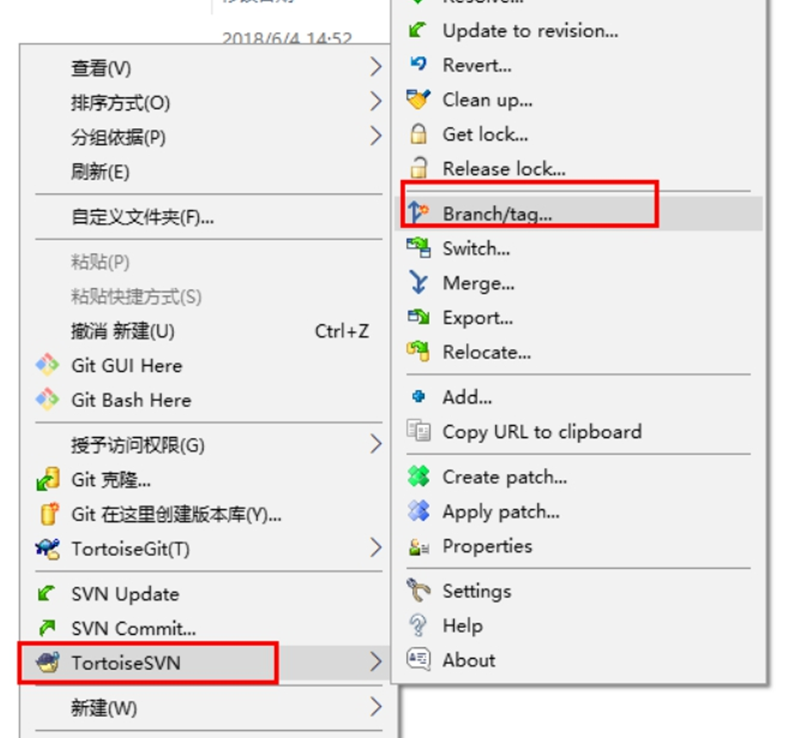 修改日期
2018/6/4 14:52
查看(V)
排序方式(O)
分组依据(P)
刷新(E)
自定义文件夹(F)...
粘贴(P)
粘贴快捷方式(S)
撤消 新建(U) Ctrl+Z
Git GUI Here
Git Bash Here
授予访问权限(G)
Git 克隆...
Git 在这里创建版本库(Y)...
TortoiseGit(T)
SVN Update
SVN Commit...
TortoiseSVN
新建(W)
Resolve...
Update to revision...
Revert...
Clean up...
Get lock...
Release lock...
Branch/tag...
Switch...
Merge...
Export...
Relocate...
Add...
Copy URL to clipboard
Create patch...
Apply patch...
Properties
Settings
Help
About